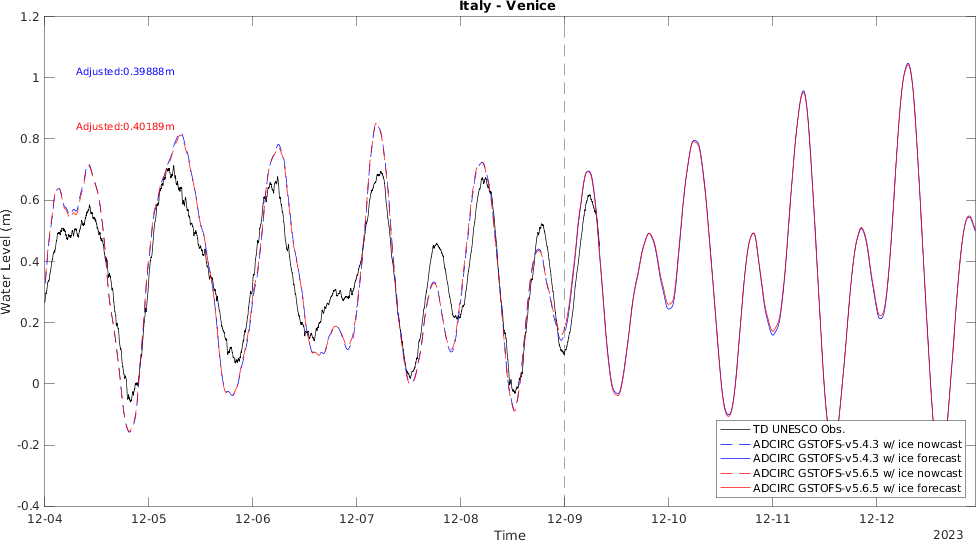 Italy - Venice
Adjusted:0.39888m
Adjusted:0.40189m
Water Level (m)
1.2
1
0.8
0.6
0.4
0.2
0
-0.2
-0.4
TD UNESCO Obs.
ADCIRC GSTOFS-v5.4.3 w/ ice nowcast
ADCIRC GSTOFS-v5.4.3 w/ ice forecast
ADCIRC GSTOFS-v5.6.5 w/ ice nowcast
ADCIRC GSTOFS-v5.6.5 w/ ice forecast
12-04 12-05 12-06 12-07 12-08 12-09 12-10 12-11 12-12
Time
2023